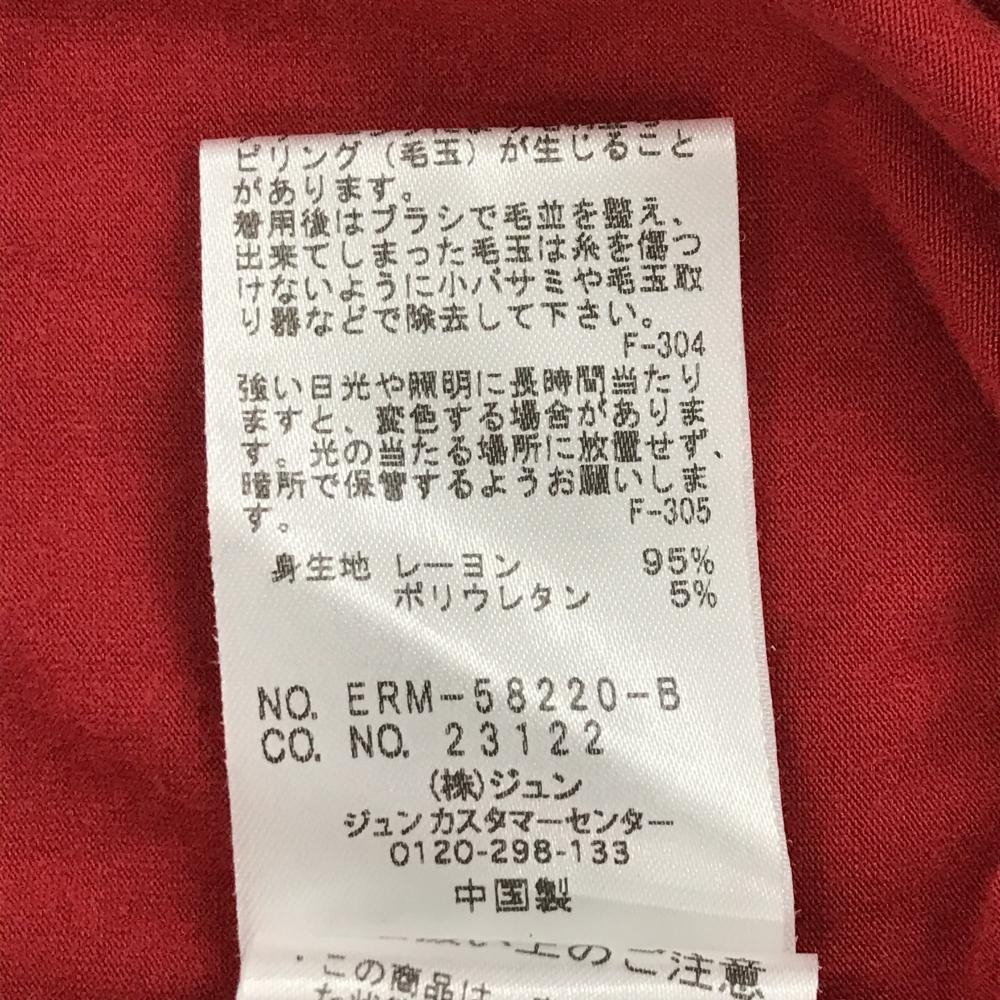 ピリング（毛玉）が生じること
があります。
着用後はブラシで毛並を整え、
出来てしまった毛玉は糸を傷つ
けないように小バサミや毛玉取
り器などで除去して下さい。
F-304
強い日光や照明に長時間当たり
ますと、変色する場合がありま
す。光の当たる場所に放置せず、
暗所で保管するようお願いしま
す。
F-305
身生地 レーヨン 95%
ポリウレタン 5%
NO. ERM-58220-B
CO. NO. 23122
(株)ジュン
ジュンカスタマーセンター
0120-298-133
中国製
い上のご注意
・この商品は